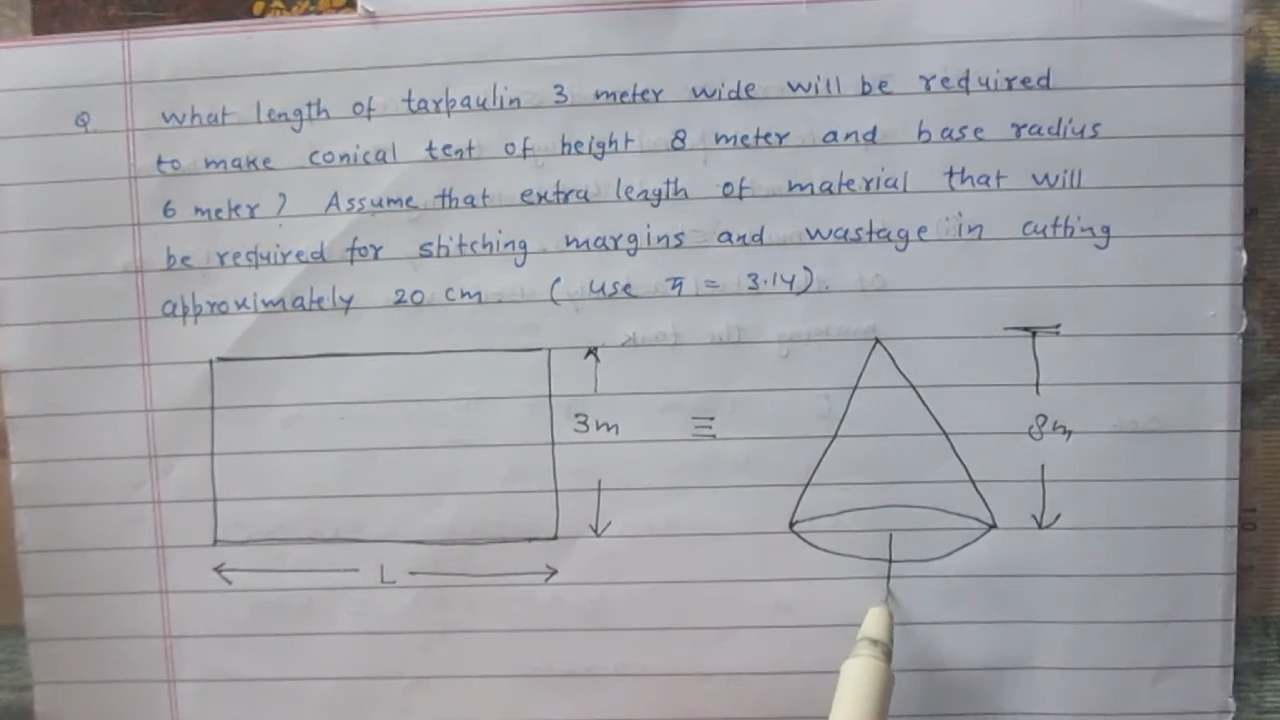 Q What length of tarpaulin 3 meter wide will be required
to make conical tent of height 8 meter and base radius
6 meter? Assume that extra length of material that will
be required for stitching margins and wastage in cutting
approximately 20 cm. (use π = 3.14).
3m ≡ 8m
L